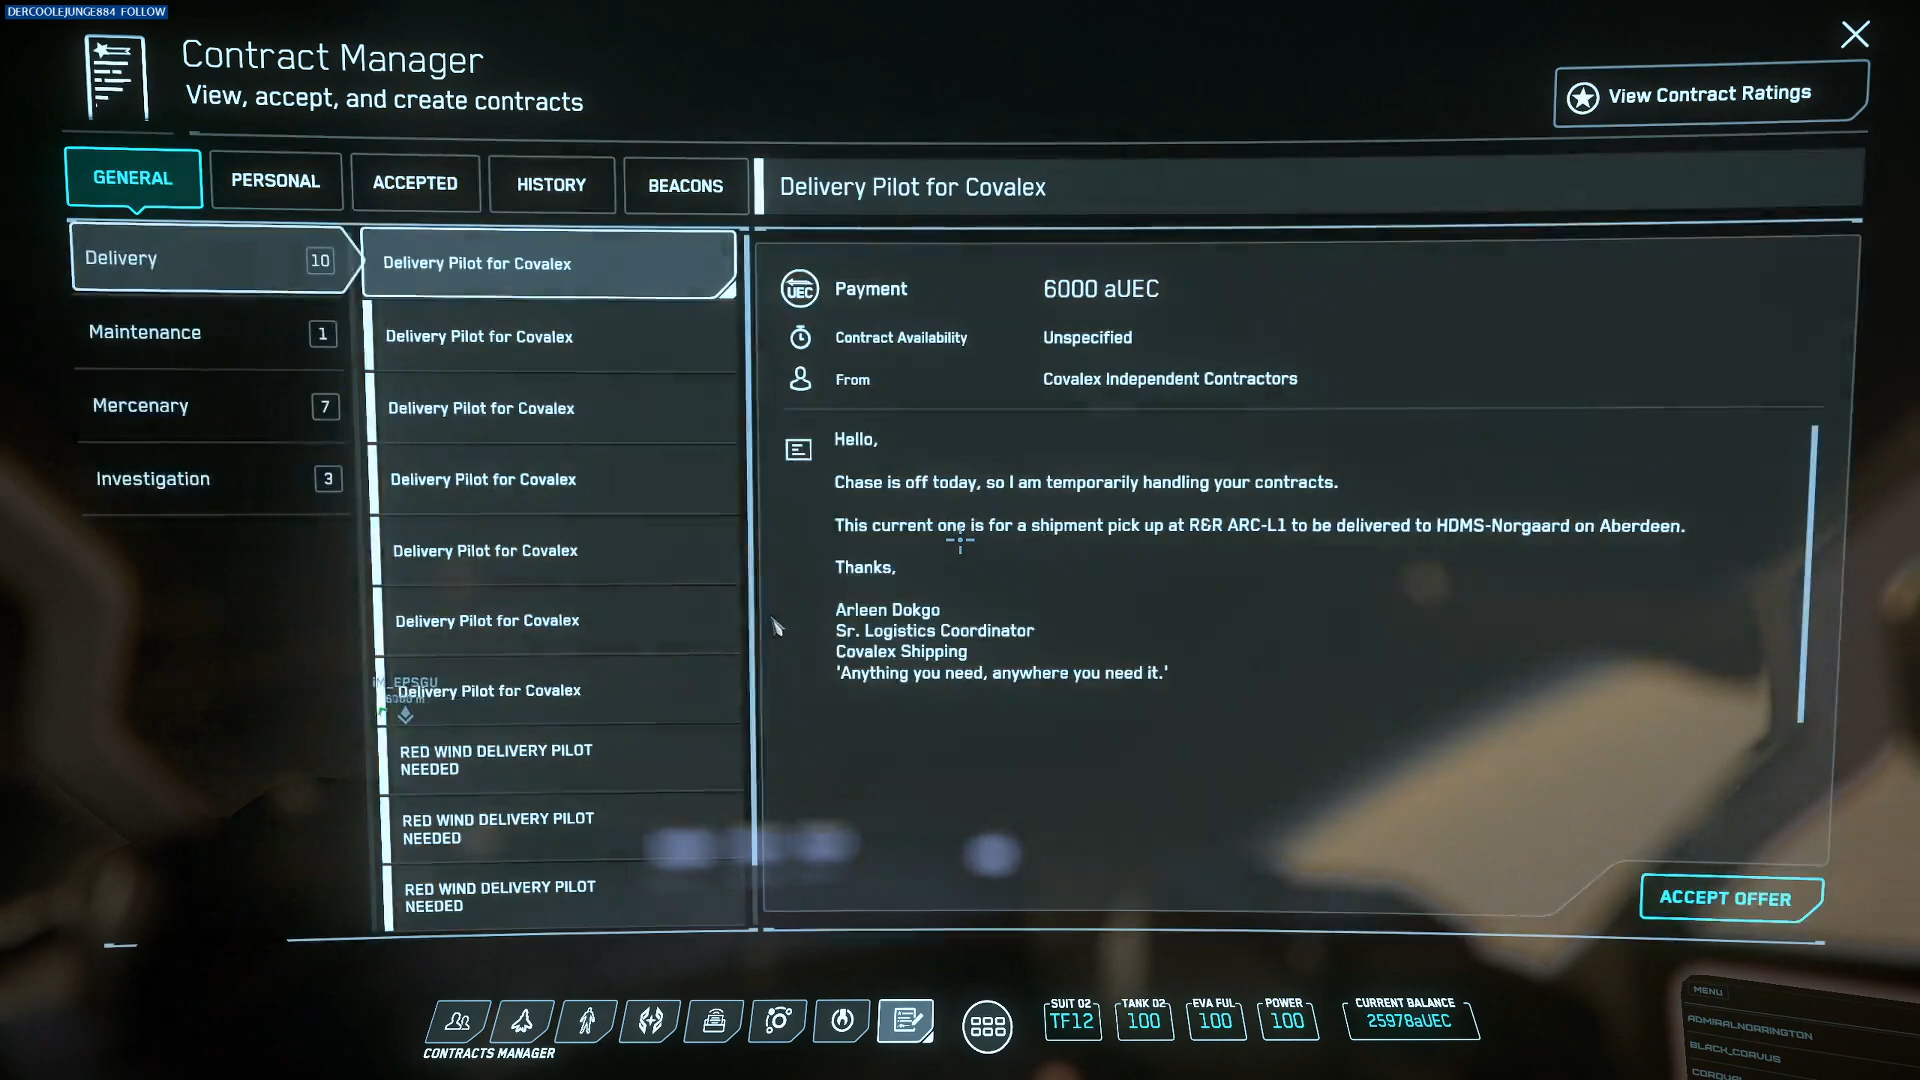 DERCOOLEJUNGE884 FOLLOW
Contract Manager
View, accept, and create contracts
View Contract Ratings
GENERAL
PERSONAL
ACCEPTED
HISTORY
BEACONS
Delivery Pilot for Covalex
Delivery 10
Maintenance 1
Mercenary 7
Investigation 3
Delivery Pilot for Covalex
Delivery Pilot for Covalex
Delivery Pilot for Covalex
Delivery Pilot for Covalex
Delivery Pilot for Covalex
Delivery Pilot for Covalex
Delivery Pilot for Covalex
RED WIND DELIVERY PILOT
NEEDED
RED WIND DELIVERY PILOT
NEEDED
RED WIND DELIVERY PILOT
NEEDED
UEC
Payment 6000 aUEC
Contract Availability Unspecified
From Covalex Independent Contractors
Hello,
Chase is off today, so I am temporarily handling your contracts.
This current one is for a shipment pick up at R&R ARC-L1 to be delivered to HDMS-Norgaard on Aberdeen.
Thanks,
Arleen Dokgo
Sr. Logistics Coordinator
Covalex Shipping
'Anything you need, anywhere you need it.'
ACCEPT OFFER
CONTRACTS MANAGER
SUIT 02
TF12
TANK 02
100
EVA FUL
100
POWER
100
CURRENT BALANCE
25978aUEC
MENU
ADMIRALNORRINGTON
BLACK_CORVUS